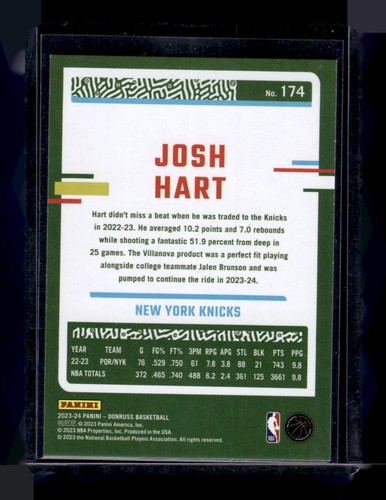 No. 174
JOSH
HART
Hart didn't miss a beat when he was traded to the Knicks
in 2022-23. He averaged 10.2 points and 7.0 rebounds
while shooting a fantastic 51.9 percent from deep in
25 games. The Villanova product was a perfect fit playing
alongside college teammate Jalen Brunson and was
pumped to continue the ride in 2023-24.
NEW YORK KNICKS
YEAR TEAM G FG% FT% 3PM RPG APG STL BLK PTS PPG
22-23 POR/NYK 76 .529 .750 61 7.8 3.8 88 21 743 9.8
NBA TOTALS 372 .465 .740 488 6.2 2.4 361 125 3661 9.8
PANINI
2023-24 PANINI – DONRUSS BASKETBALL
© 2023 Panini America, Inc.
© 2023 NBA Properties, Inc. Produced in the USA.
© 2023 the National Basketball Players Association. All rights reserved.
NBA